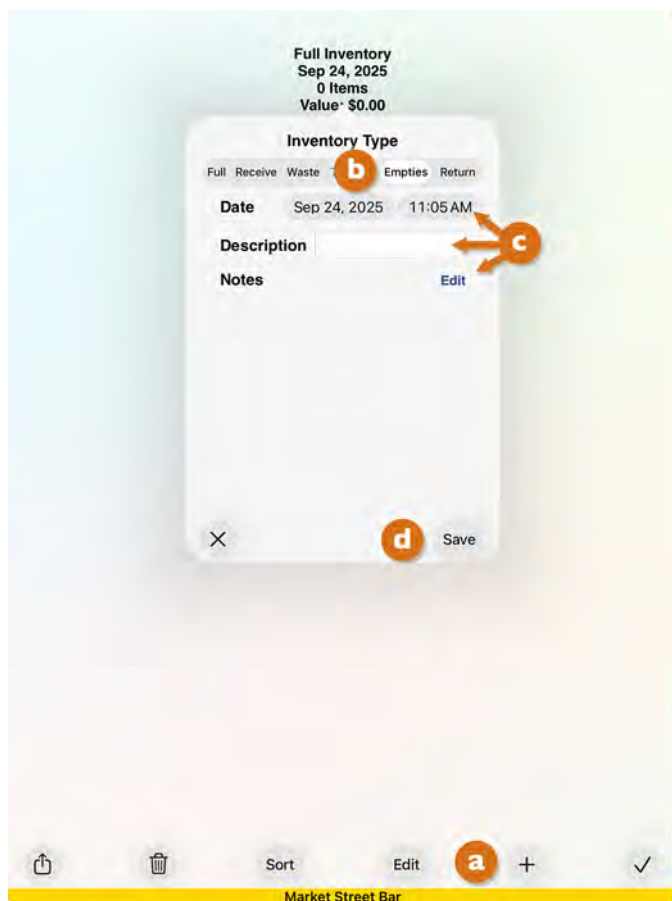 Full Inventory
Sep 24, 2025
0 Items
Value: $0.00
Inventory Type
Full Receive Waste b Empties Return
Date Sep 24, 2025 11:05 AM
Description
c
Notes Edit
d Save
Sort Edit a +
Market Street Bar